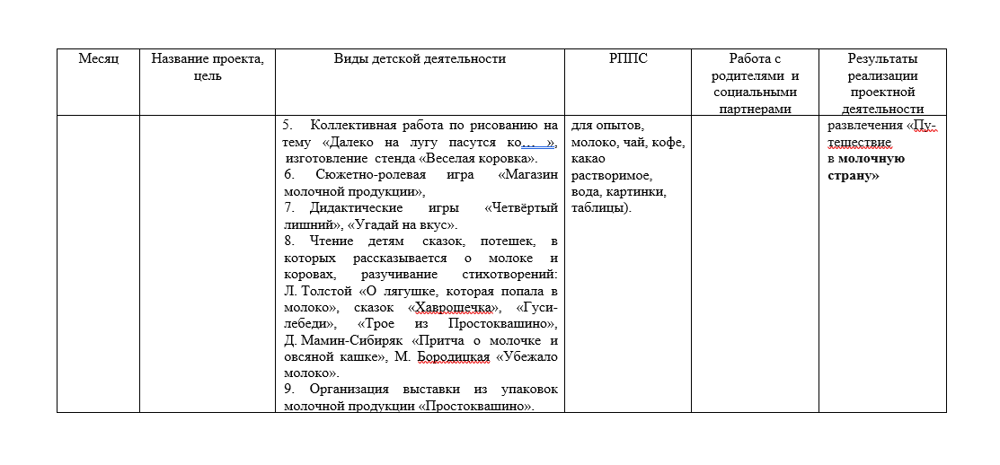 Месяц
Название проекта,
цель
Виды детской деятельности
РППС
Работа с
родителями и
социальными
партнерами
Результаты
реализации
проектной
деятельности
5. Коллективная работа по рисованию на
тему «Далеко на лугу пасутся ко… »,
изготовление стенда «Веселая коровка».
6. Сюжетно-ролевая игра «Магазин
молочной продукции»,
7. Дидактические игры «Четвёртый
лишний», «Угадай на вкус».
8. Чтение детям сказок, потешек, в
которых рассказывается о молоке и
коровах, разучивание стихотворений:
Л. Толстой «О лягушке, которая попала в
молоко», сказок «Хаврошечка», «Гуси-
лебеди», «Трое из Простоквашино»,
Д. Мамин-Сибиряк «Притча о молочке и
овсяной кашке», М. Бородицкая «Убежало
молоко».
9. Организация выставки из упаковок
молочной продукции «Простоквашино».
для опытов,
молоко, чай, кофе,
какао
растворимое,
вода, картинки,
таблицы).
развлечения «Пу-
тешествие
в молочную
страну»